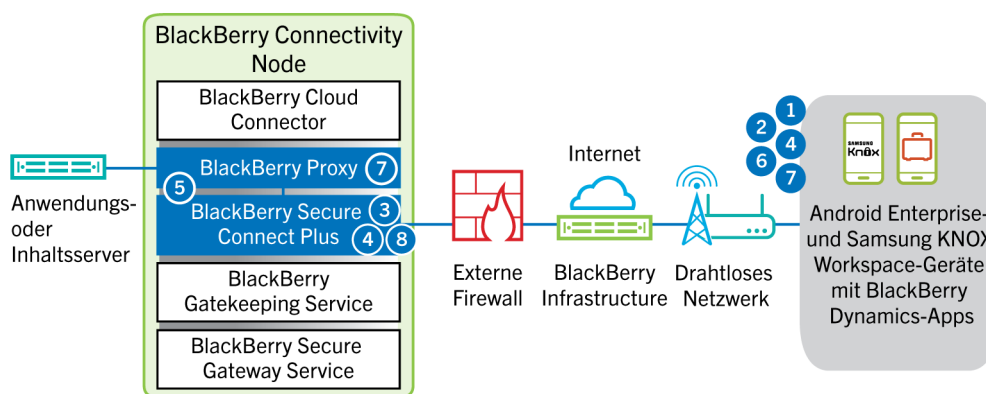 BlackBerry Connectivity
Node
BlackBerry Cloud
Connector
BlackBerry Proxy
7
5
BlackBerry Secure
Connect Plus
3
4
8
BlackBerry
Gatekeeping Service
BlackBerry Secure
Gateway Service
Anwendungs-
oder
Inhaltsserver
Externe
Firewall
Internet
BlackBerry
Infrastructure
Drahtloses
Netzwerk
1
2
4
6
7
SAMSUNG
Knox
Android Enterprise-
und Samsung KNOX
Workspace-Geräte
mit BlackBerry
Dynamics-Apps